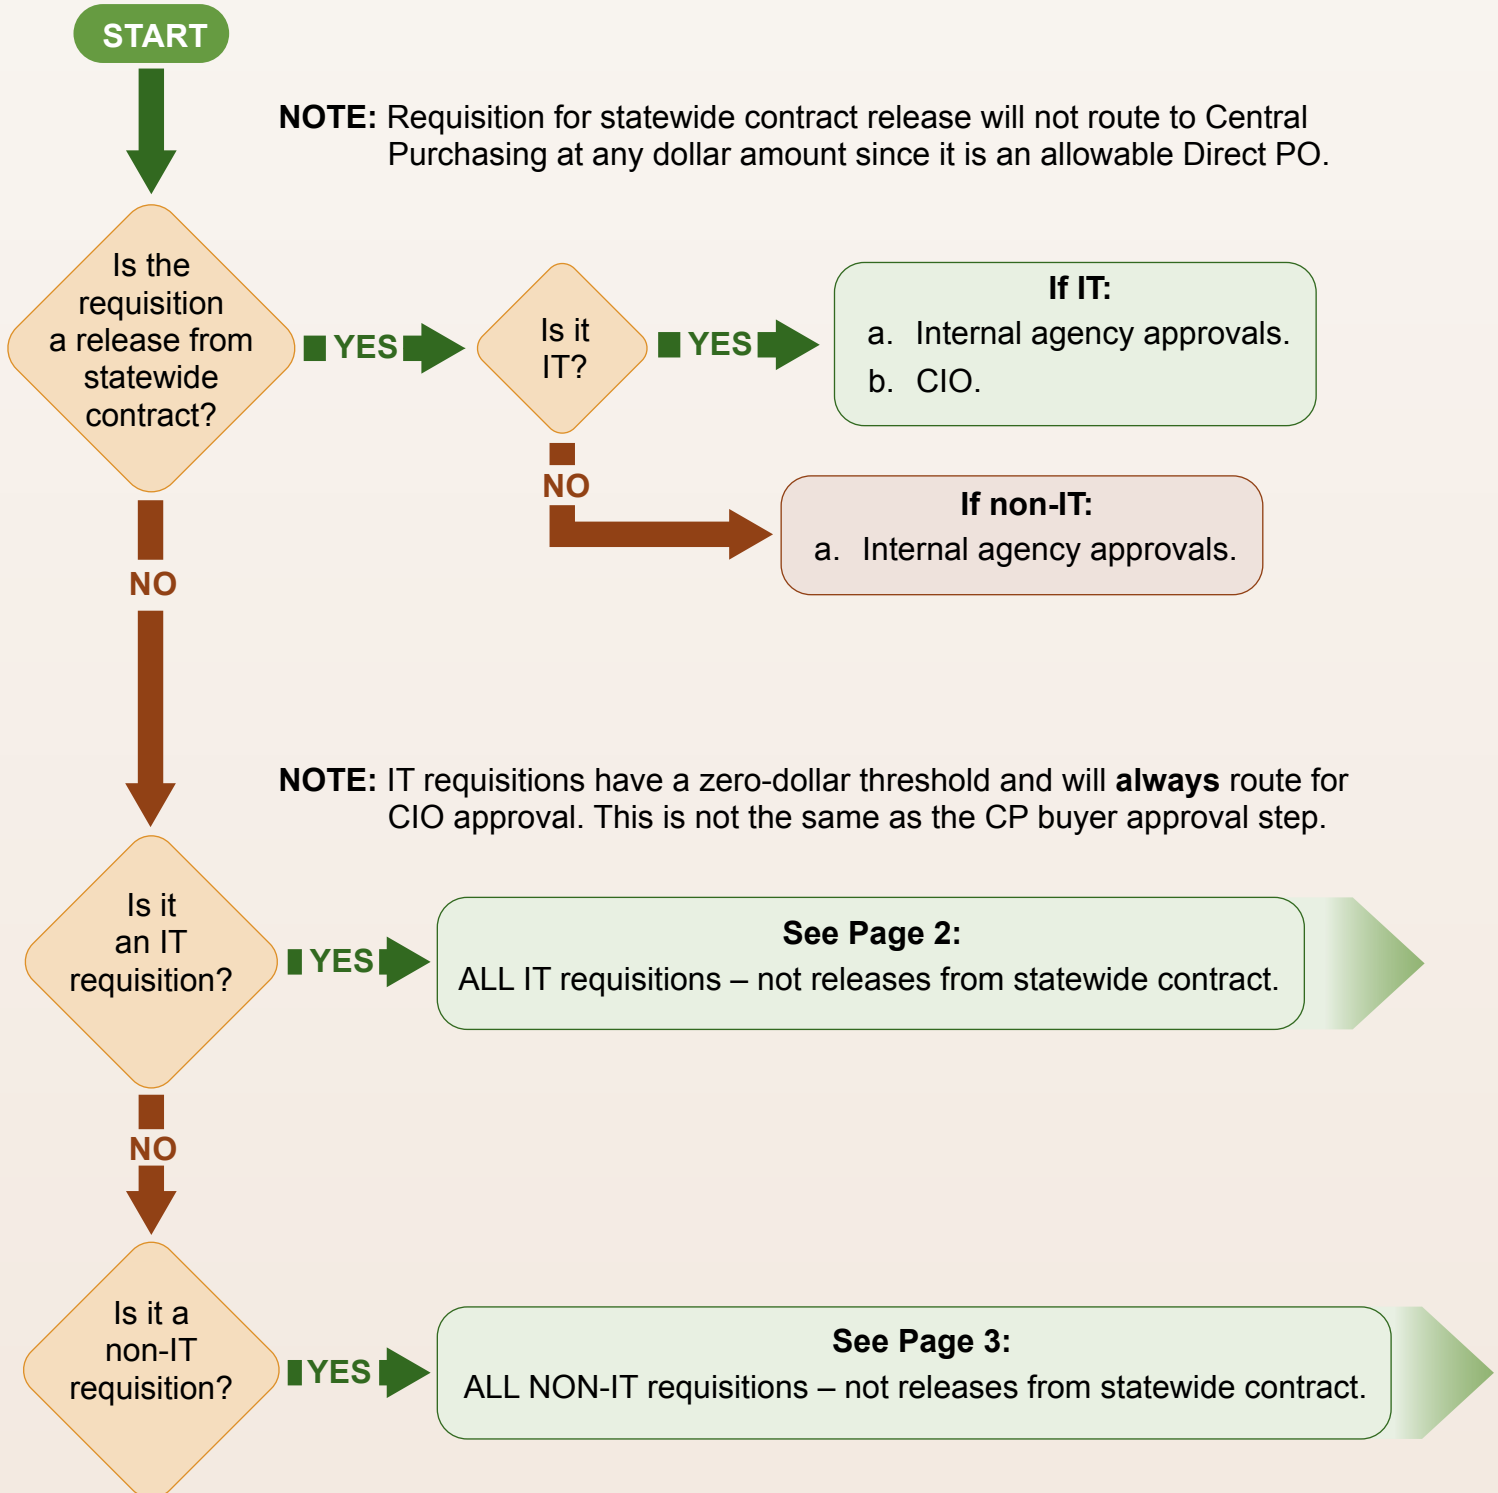 START
NOTE: Requisition for statewide contract release will not route to Central
Purchasing at any dollar amount since it is an allowable Direct PO.
Is the
requisition
a release from
statewide
contract?
YES
Is it
IT?
YES
If IT:
a. Internal agency approvals.
b. CIO.
NO
If non-IT:
a. Internal agency approvals.
NO
NOTE: IT requisitions have a zero-dollar threshold and will always route for
CIO approval. This is not the same as the CP buyer approval step.
Is it
an IT
requisition?
YES
See Page 2:
ALL IT requisitions – not releases from statewide contract.
NO
Is it a
non-IT
requisition?
YES
See Page 3:
ALL NON-IT requisitions – not releases from statewide contract.